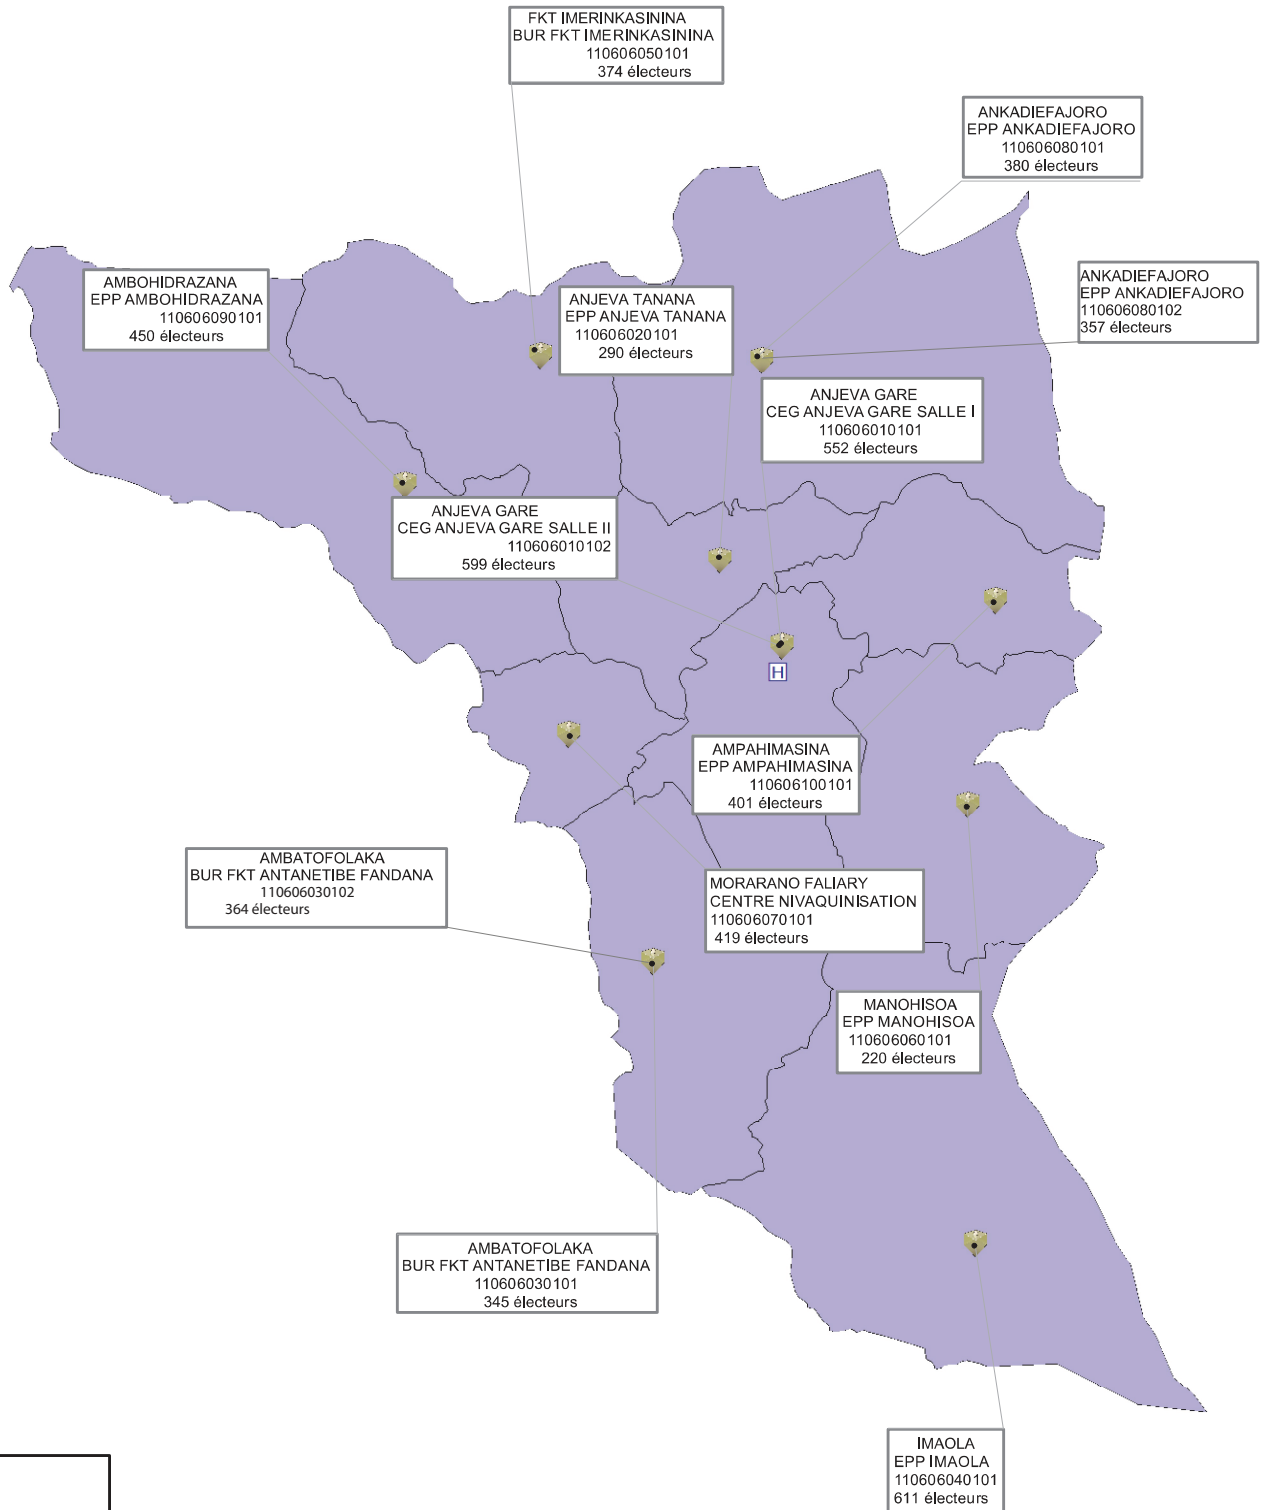 FKT IMERINKASININA
BUR FKT IMERINKASININA
110606050101
374 électeurs
ANKADIEFAJORO
EPP ANKADIEFAJORO
110606080101
380 électeurs
AMBOHIDRAZANA
EPP AMBOHIDRAZANA
110606090101
450 électeurs
ANJEVA TANANA
EPP ANJEVA TANANA
110606020101
290 électeurs
ANKADIEFAJORO
EPP ANKADIEFAJORO
110606080102
357 électeurs
ANJEVA GARE
CEG ANJEVA GARE SALLE I
110606010101
552 électeurs
ANJEVA GARE
CEG ANJEVA GARE SALLE II
110606010102
599 électeurs
H
AMPAHIMASINA
EPP AMPAHIMASINA
110606100101
401 électeurs
AMBATOFOLAKA
BUR FKT ANTANETIBE FANDANA
110606030102
364 électeurs
MORARANO FALIARY
CENTRE NIVAQUINISATION
110606070101
419 électeurs
MANOHISOA
EPP MANOHISOA
110606060101
220 électeurs
AMBATOFOLAKA
BUR FKT ANTANETIBE FANDANA
110606030101
345 électeurs
IMAOLA
EPP IMAOLA
110606040101
611 électeurs